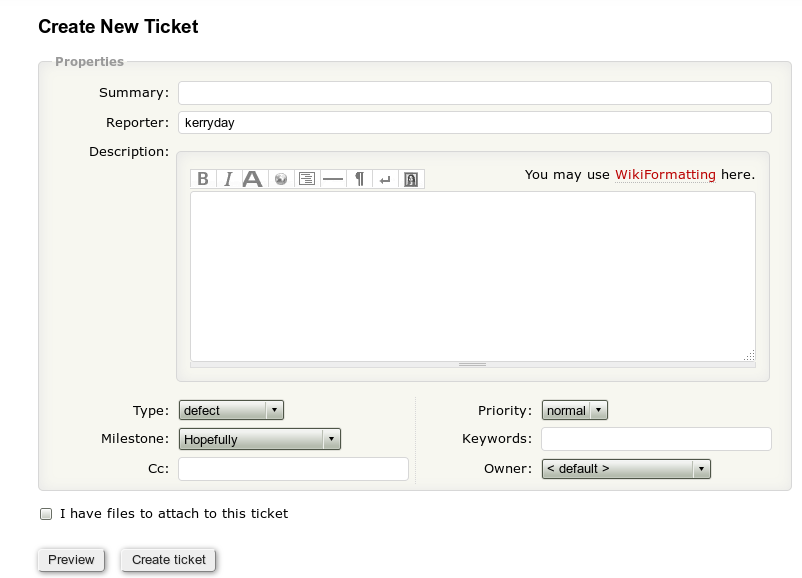 Create New Ticket
Properties
Summary:
Reporter: kerryday
Description:
B I A ¶ ↵ You may use WikiFormatting here.
Type: defect Priority: normal
Milestone: Hopefully Keywords:
Cc: Owner: < default >
I have files to attach to this ticket
Preview Create ticket